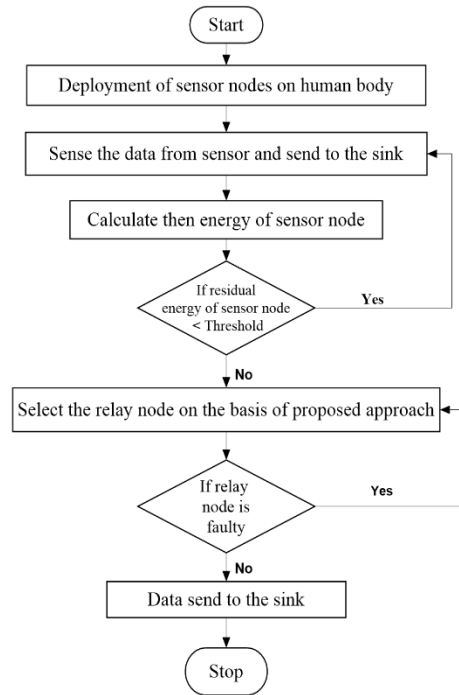 Start
Deployment of sensor nodes on human body
Sense the data from sensor and send to the sink
Calculate then energy of sensor node
If residual
energy of sensor node
< Threshold
Yes
No
Select the relay node on the basis of proposed approach
If relay
node is
faulty
Yes
No
Data send to the sink
Stop